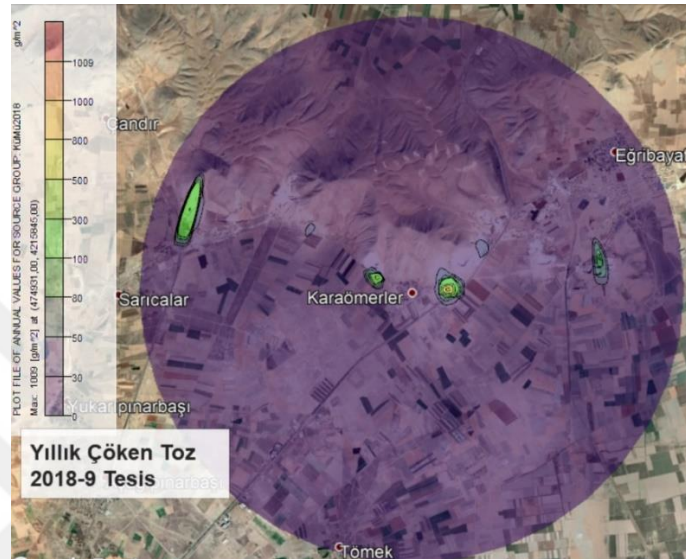 PLOT FILE OF ANNUAL VALUES FOR SOURCE GROUP: KÜMÜ2018 g/m^2
Max: 1009 [g/m^2] at (474931,00, 4215845,00)
1009
1000
800
500
300
100
80
50
30
0
Çandır
Eğribayat
Sarıcalar
Karaömerler
Yukarıpınarbaşı
Yıllık Çöken Toz
2018-9 Tesis
Tömek